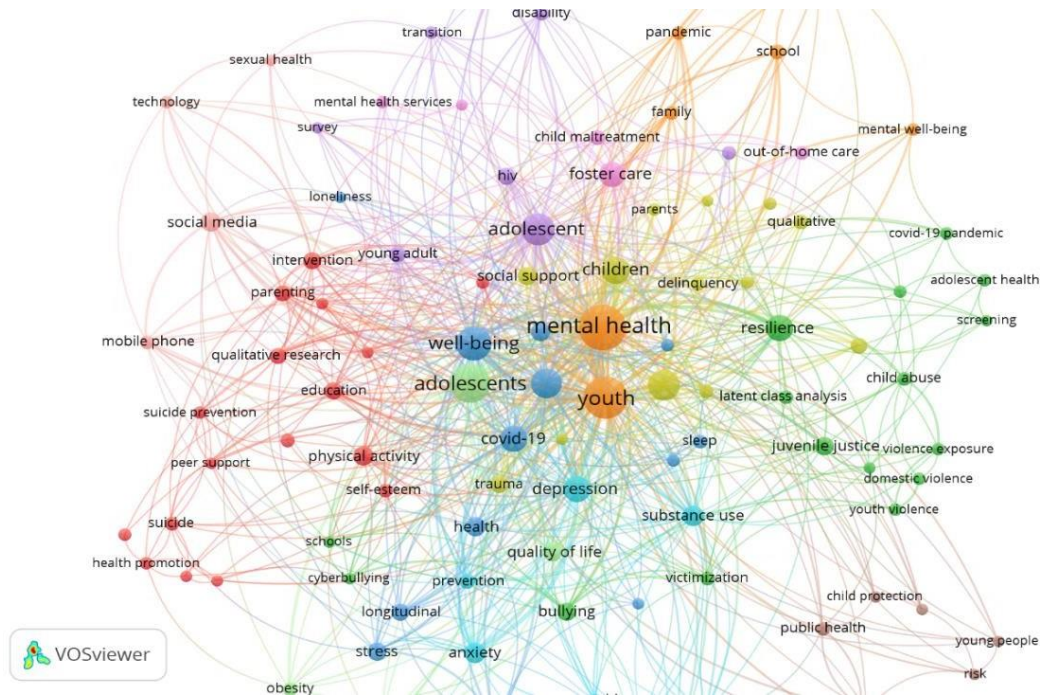 disability
transition
pandemic
school
sexual health
technology
mental health services
family
survey
child maltreatment
mental well-being
out-of-home care
hiv
foster care
loneliness
parents
social media
adolescent
qualitative
covid-19 pandemic
intervention
young adult
social support
children
delinquency
adolescent health
parenting
mental health
resilience
screening
mobile phone
well-being
qualitative research
adolescents
youth
child abuse
education
latent class analysis
suicide prevention
covid-19
sleep
juvenile justice
violence exposure
peer support
physical activity
trauma
depression
domestic violence
self-esteem
substance use
youth violence
suicide
health
schools
quality of life
health promotion
cyberbullying
prevention
victimization
child protection
longitudinal
bullying
public health
young people
VOSviewer
stress
anxiety
risk
obesity